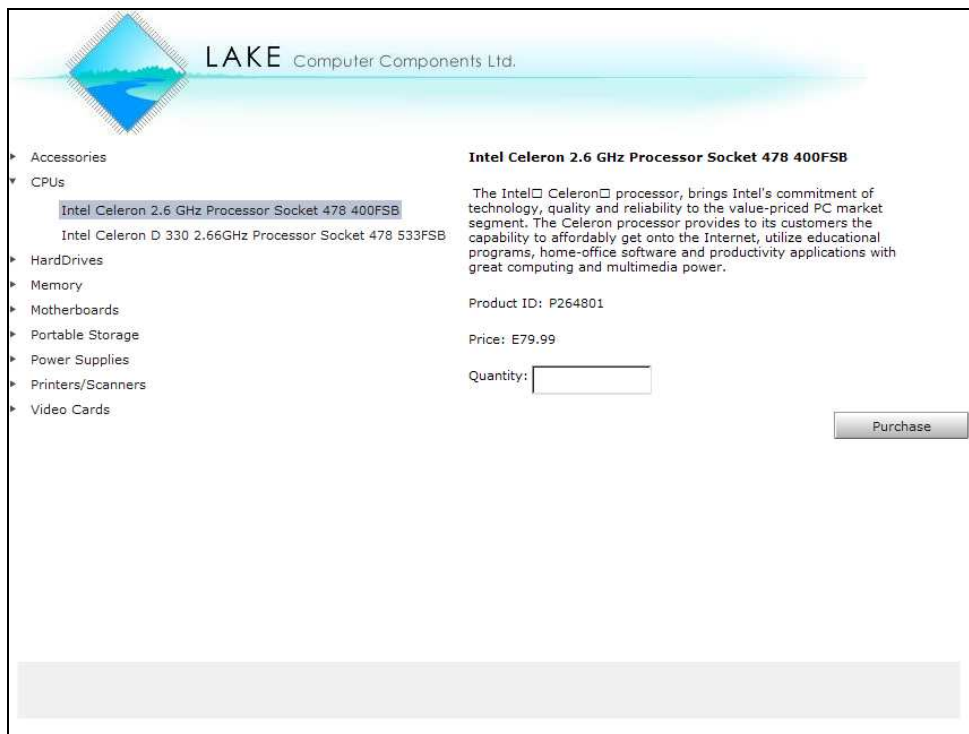 LAKE Computer Components Ltd.
Accessories
CPUs
Intel Celeron 2.6 GHz Processor Socket 478 400FSB
Intel Celeron D 330 2.66GHz Processor Socket 478 533FSB
HardDrives
Memory
Motherboards
Portable Storage
Power Supplies
Printers/Scanners
Video Cards
Intel Celeron 2.6 GHz Processor Socket 478 400FSB
The Intel□ Celeron□ processor, brings Intel's commitment of
technology, quality and reliability to the value-priced PC market
segment. The Celeron processor provides to its customers the
capability to affordably get onto the Internet, utilize educational
programs, home-office software and productivity applications with
great computing and multimedia power.
Product ID: P264801
Price: E79.99
Quantity:
Purchase